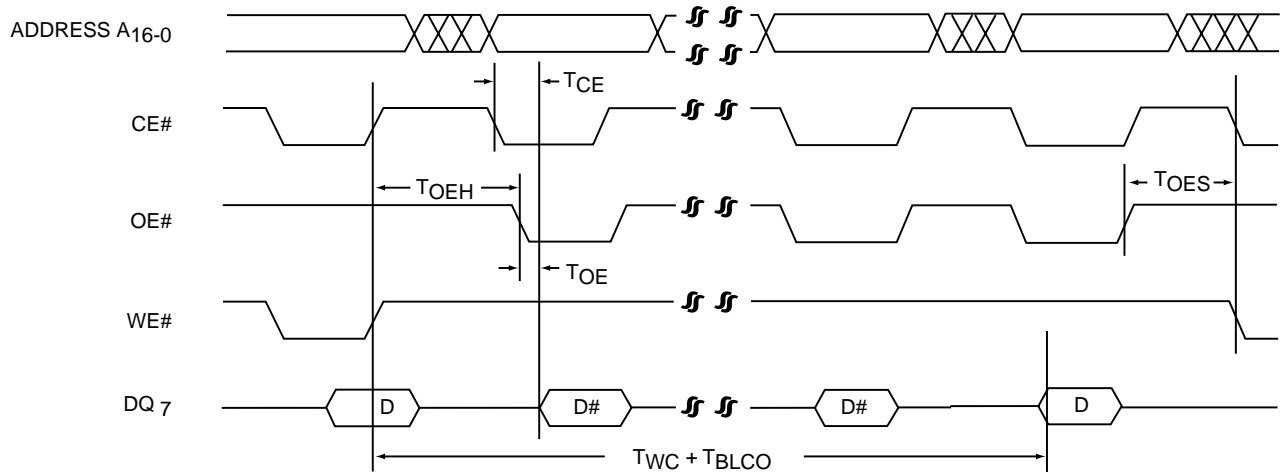 ADDRESS A16-0
TCE
CE#
TOEH
TOES
OE#
TOE
WE#
DQ 7
D
D#
D#
D
TWC + TBLCO